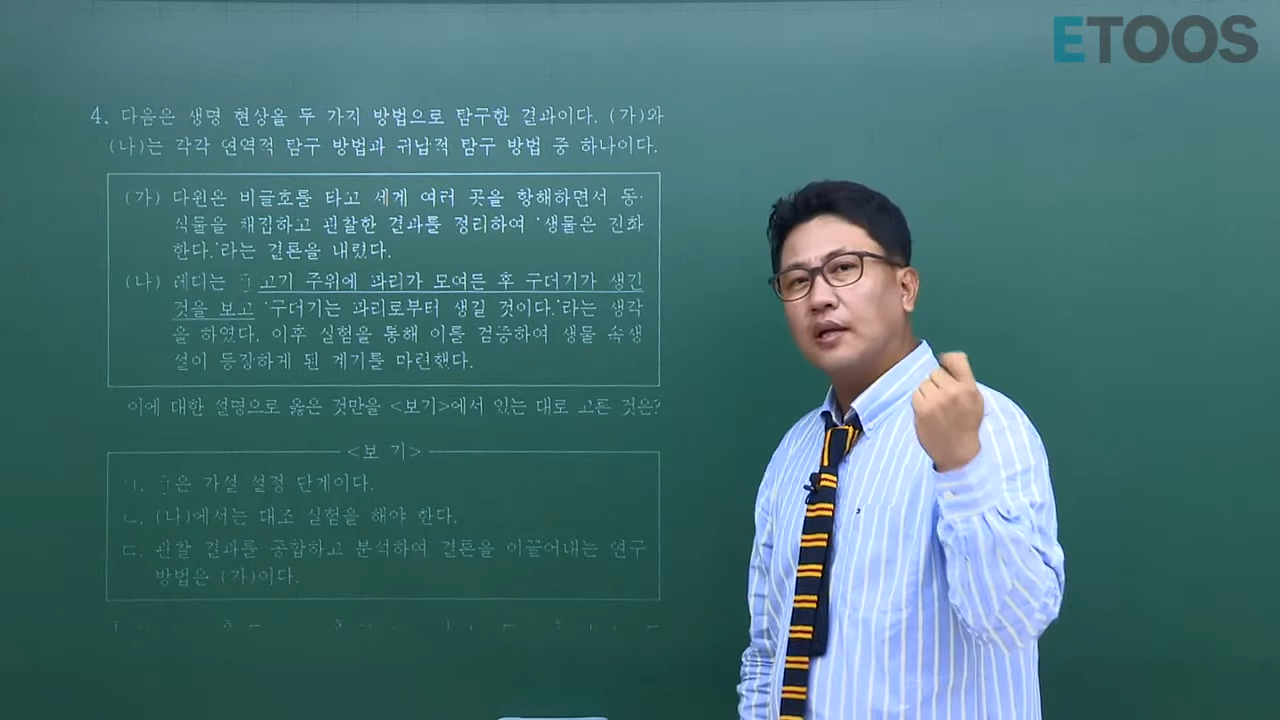 ETOOS
4. 다음은 생명 현상을 두 가지 방법으로 탐구한 결과이다. (가)와
(나)는 각각 연역적 탐구 방법과 귀납적 탐구 방법 중 하나이다.
(가) 다윈은 비글호를 타고 세계 여러 곳을 항해하면서 동·
식물을 채집하고 관찰한 결과를 정리하여 '생물은 진화
한다.'라는 결론을 내렸다.
(나) 레디는 ㉠ 고기 주위에 파리가 모여든 후 구더기가 생긴
것을 보고 '구더기는 파리로부터 생길 것이다.'라는 생각
을 하였다. 이후 실험을 통해 이를 검증하여 생물 속생
설이 등장하게 된 계기를 마련했다.
이에 대한 설명으로 옳은 것만을 <보기>에서 있는 대로 고른 것은?
<보 기>
ㄱ. ㉠은 가설 설정 단계이다.
ㄴ. (나)에서는 대조 실험을 해야 한다.
ㄷ. 관찰 결과를 종합하고 분석하여 결론을 이끌어내는 연구
방법은 (가)이다.